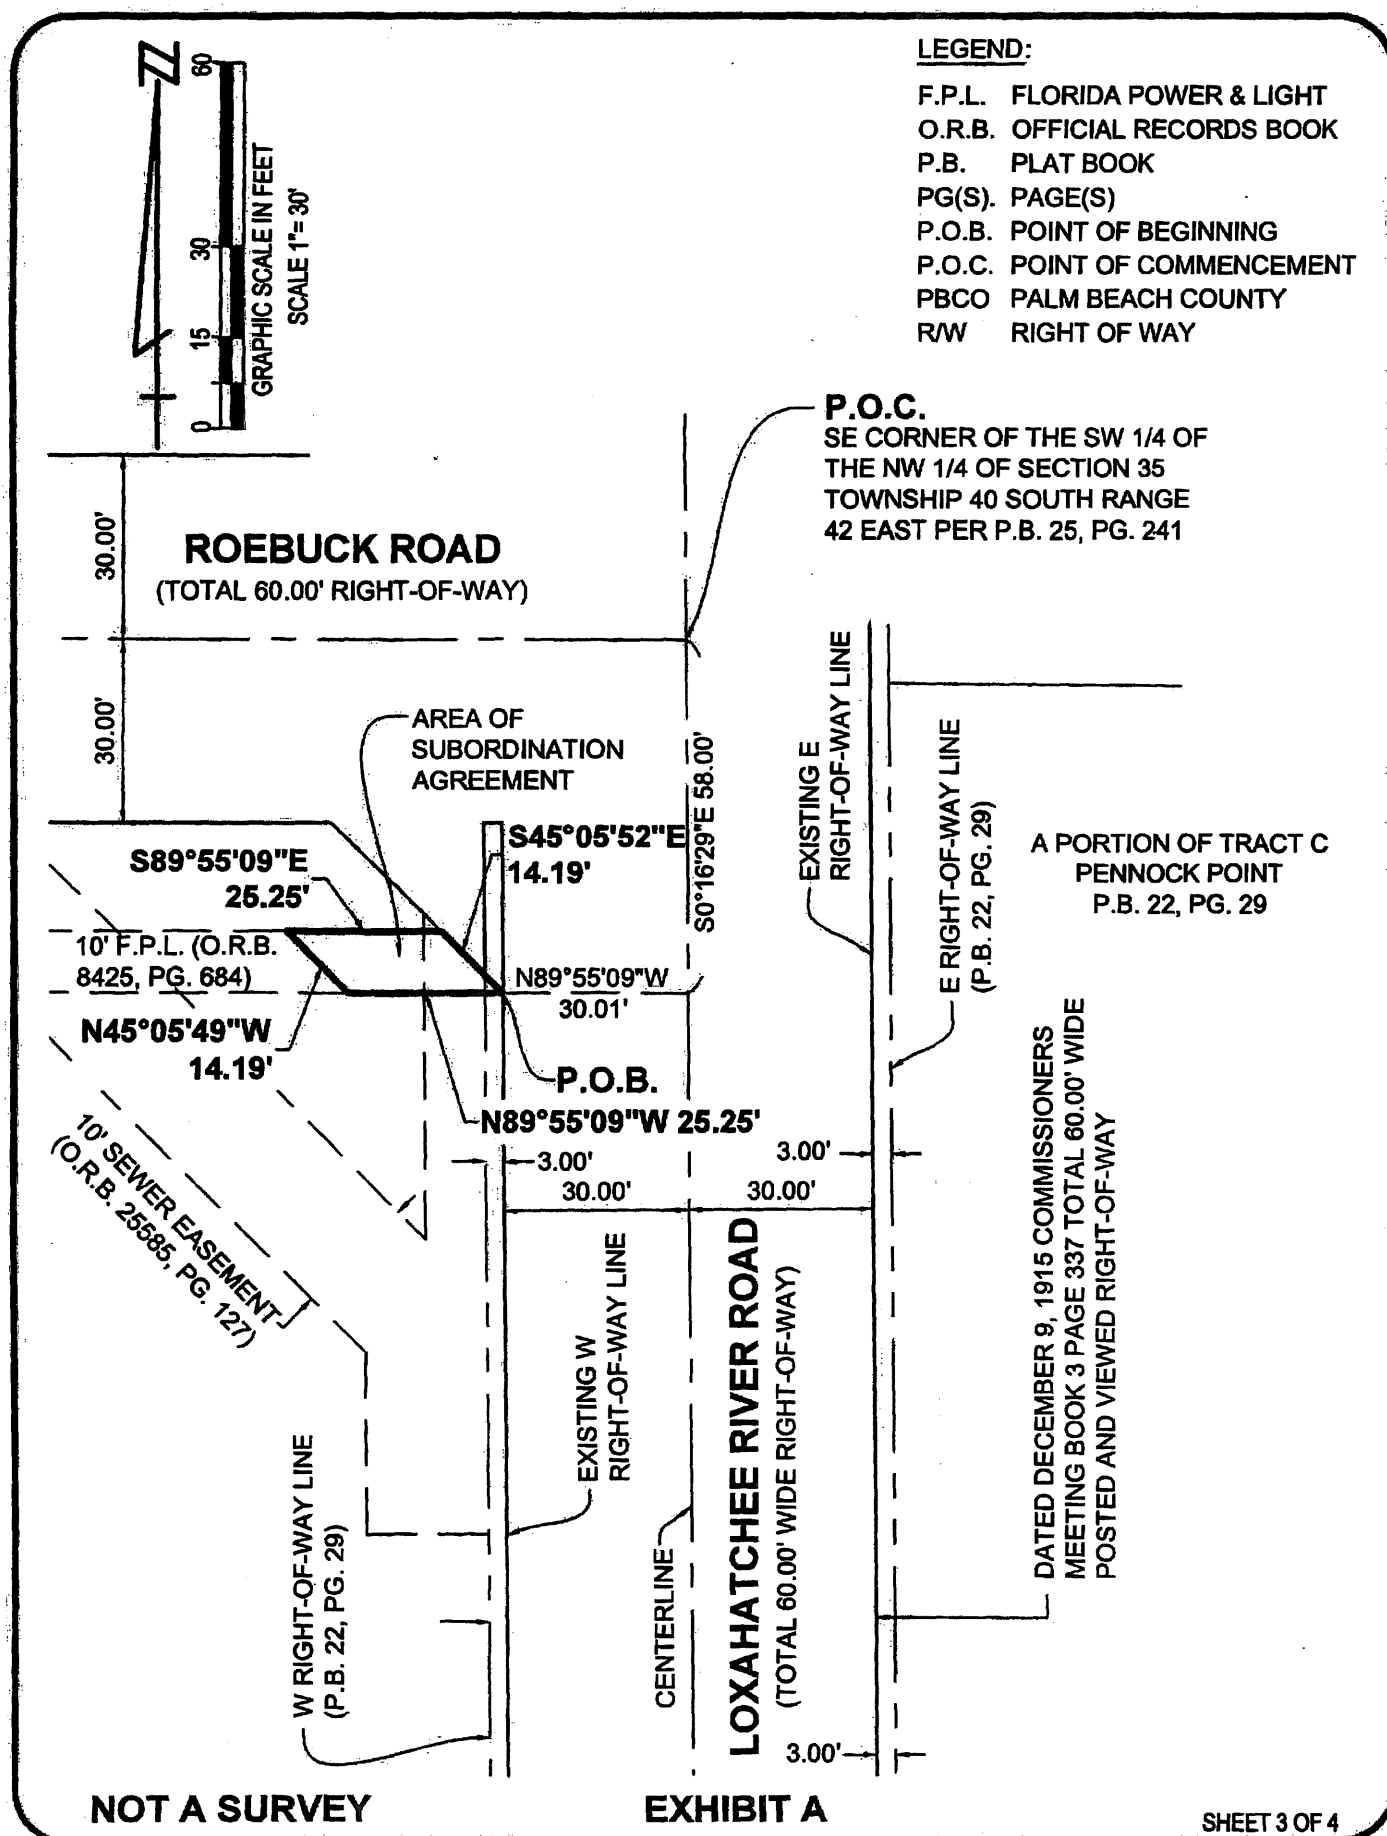 LEGEND:
F.P.L. FLORIDA POWER & LIGHT
O.R.B. OFFICIAL RECORDS BOOK
P.B. PLAT BOOK
PG(S). PAGE(S)
P.O.B. POINT OF BEGINNING
P.O.C. POINT OF COMMENCEMENT
PBCO PALM BEACH COUNTY
R/W RIGHT OF WAY
N
60
30
15
0
GRAPHIC SCALE IN FEET
SCALE 1"= 30'
P.O.C.
SE CORNER OF THE SW 1/4 OF
THE NW 1/4 OF SECTION 35
TOWNSHIP 40 SOUTH RANGE
42 EAST PER P.B. 25, PG. 241
30.00'
ROEBUCK ROAD
(TOTAL 60.00' RIGHT-OF-WAY)
30.00'
AREA OF
SUBORDINATION
AGREEMENT
S0°16'29"E 58.00'
EXISTING E
RIGHT-OF-WAY LINE
E RIGHT-OF-WAY LINE
(P.B. 22, PG. 29)
A PORTION OF TRACT C
PENNOCK POINT
P.B. 22, PG. 29
S45°05'52"E
14.19'
S89°55'09"E
25.25'
10' F.P.L. (O.R.B.
8425, PG. 684)
N89°55'09"W
30.01'
N45°05'49"W
14.19'
P.O.B.
N89°55'09"W 25.25'
10' SEWER EASEMENT
(O.R.B. 25585, PG. 127)
3.00'
30.00'
3.00'
30.00'
DATED DECEMBER 9, 1915 COMMISSIONERS
MEETING BOOK 3 PAGE 337 TOTAL 60.00' WIDE
POSTED AND VIEWED RIGHT-OF-WAY
EXISTING W
RIGHT-OF-WAY LINE
W RIGHT-OF-WAY LINE
(P.B. 22, PG. 29)
CENTERLINE
LOXAHATCHEE RIVER ROAD
(TOTAL 60.00' WIDE RIGHT-OF-WAY)
3.00'
NOT A SURVEY
EXHIBIT A
SHEET 3 OF 4